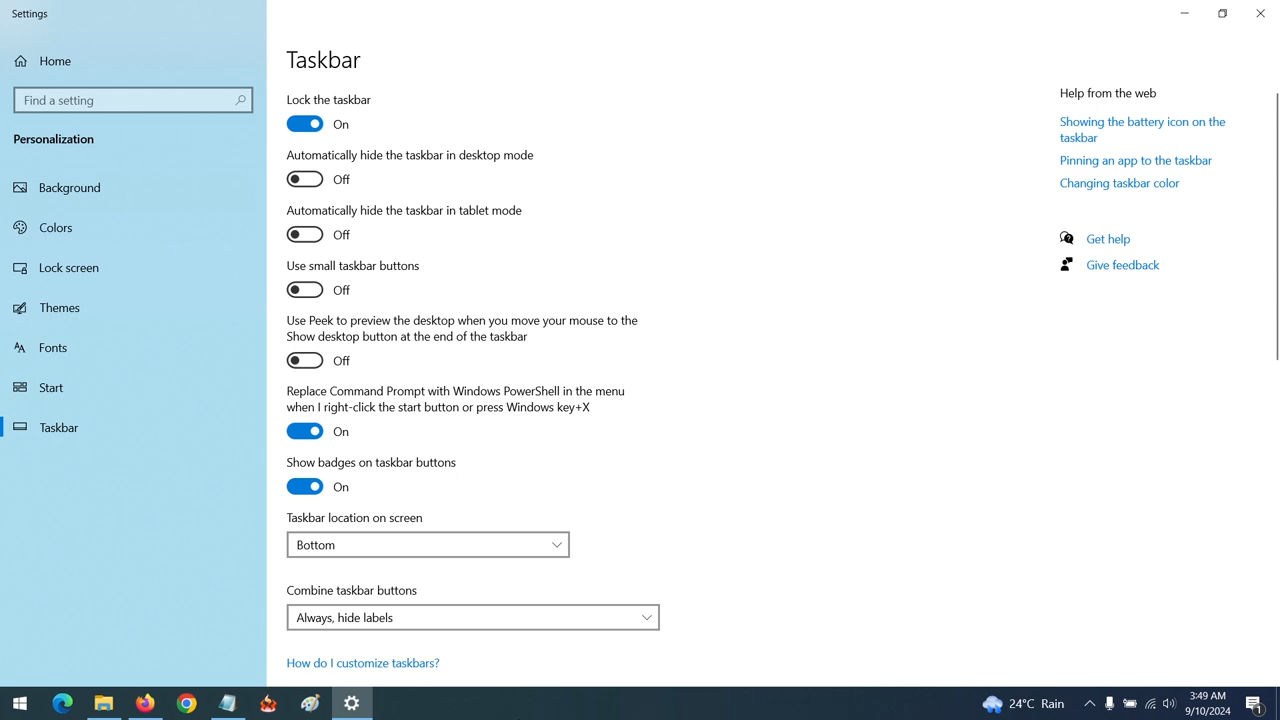 Settings
Home
Find a setting
Personalization
Background
Colors
Lock screen
Themes
Fonts
Start
Taskbar
Taskbar
Lock the taskbar
On
Automatically hide the taskbar in desktop mode
Off
Automatically hide the taskbar in tablet mode
Off
Use small taskbar buttons
Off
Use Peek to preview the desktop when you move your mouse to the
Show desktop button at the end of the taskbar
Off
Replace Command Prompt with Windows PowerShell in the menu
when I right-click the start button or press Windows key+X
On
Show badges on taskbar buttons
On
Taskbar location on screen
Bottom
Combine taskbar buttons
Always, hide labels
How do I customize taskbars?
Help from the web
Showing the battery icon on the
taskbar
Pinning an app to the taskbar
Changing taskbar color
Get help
Give feedback
24°C Rain
3:49 AM
9/10/2024
1